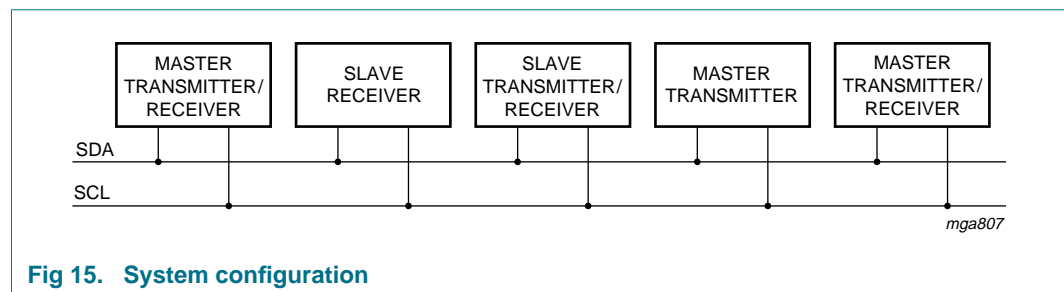 MASTER
TRANSMITTER/
RECEIVER
SLAVE
RECEIVER
SLAVE
TRANSMITTER/
RECEIVER
MASTER
TRANSMITTER
MASTER
TRANSMITTER/
RECEIVER
SDA
SCL
mga807
Fig 15. System configuration